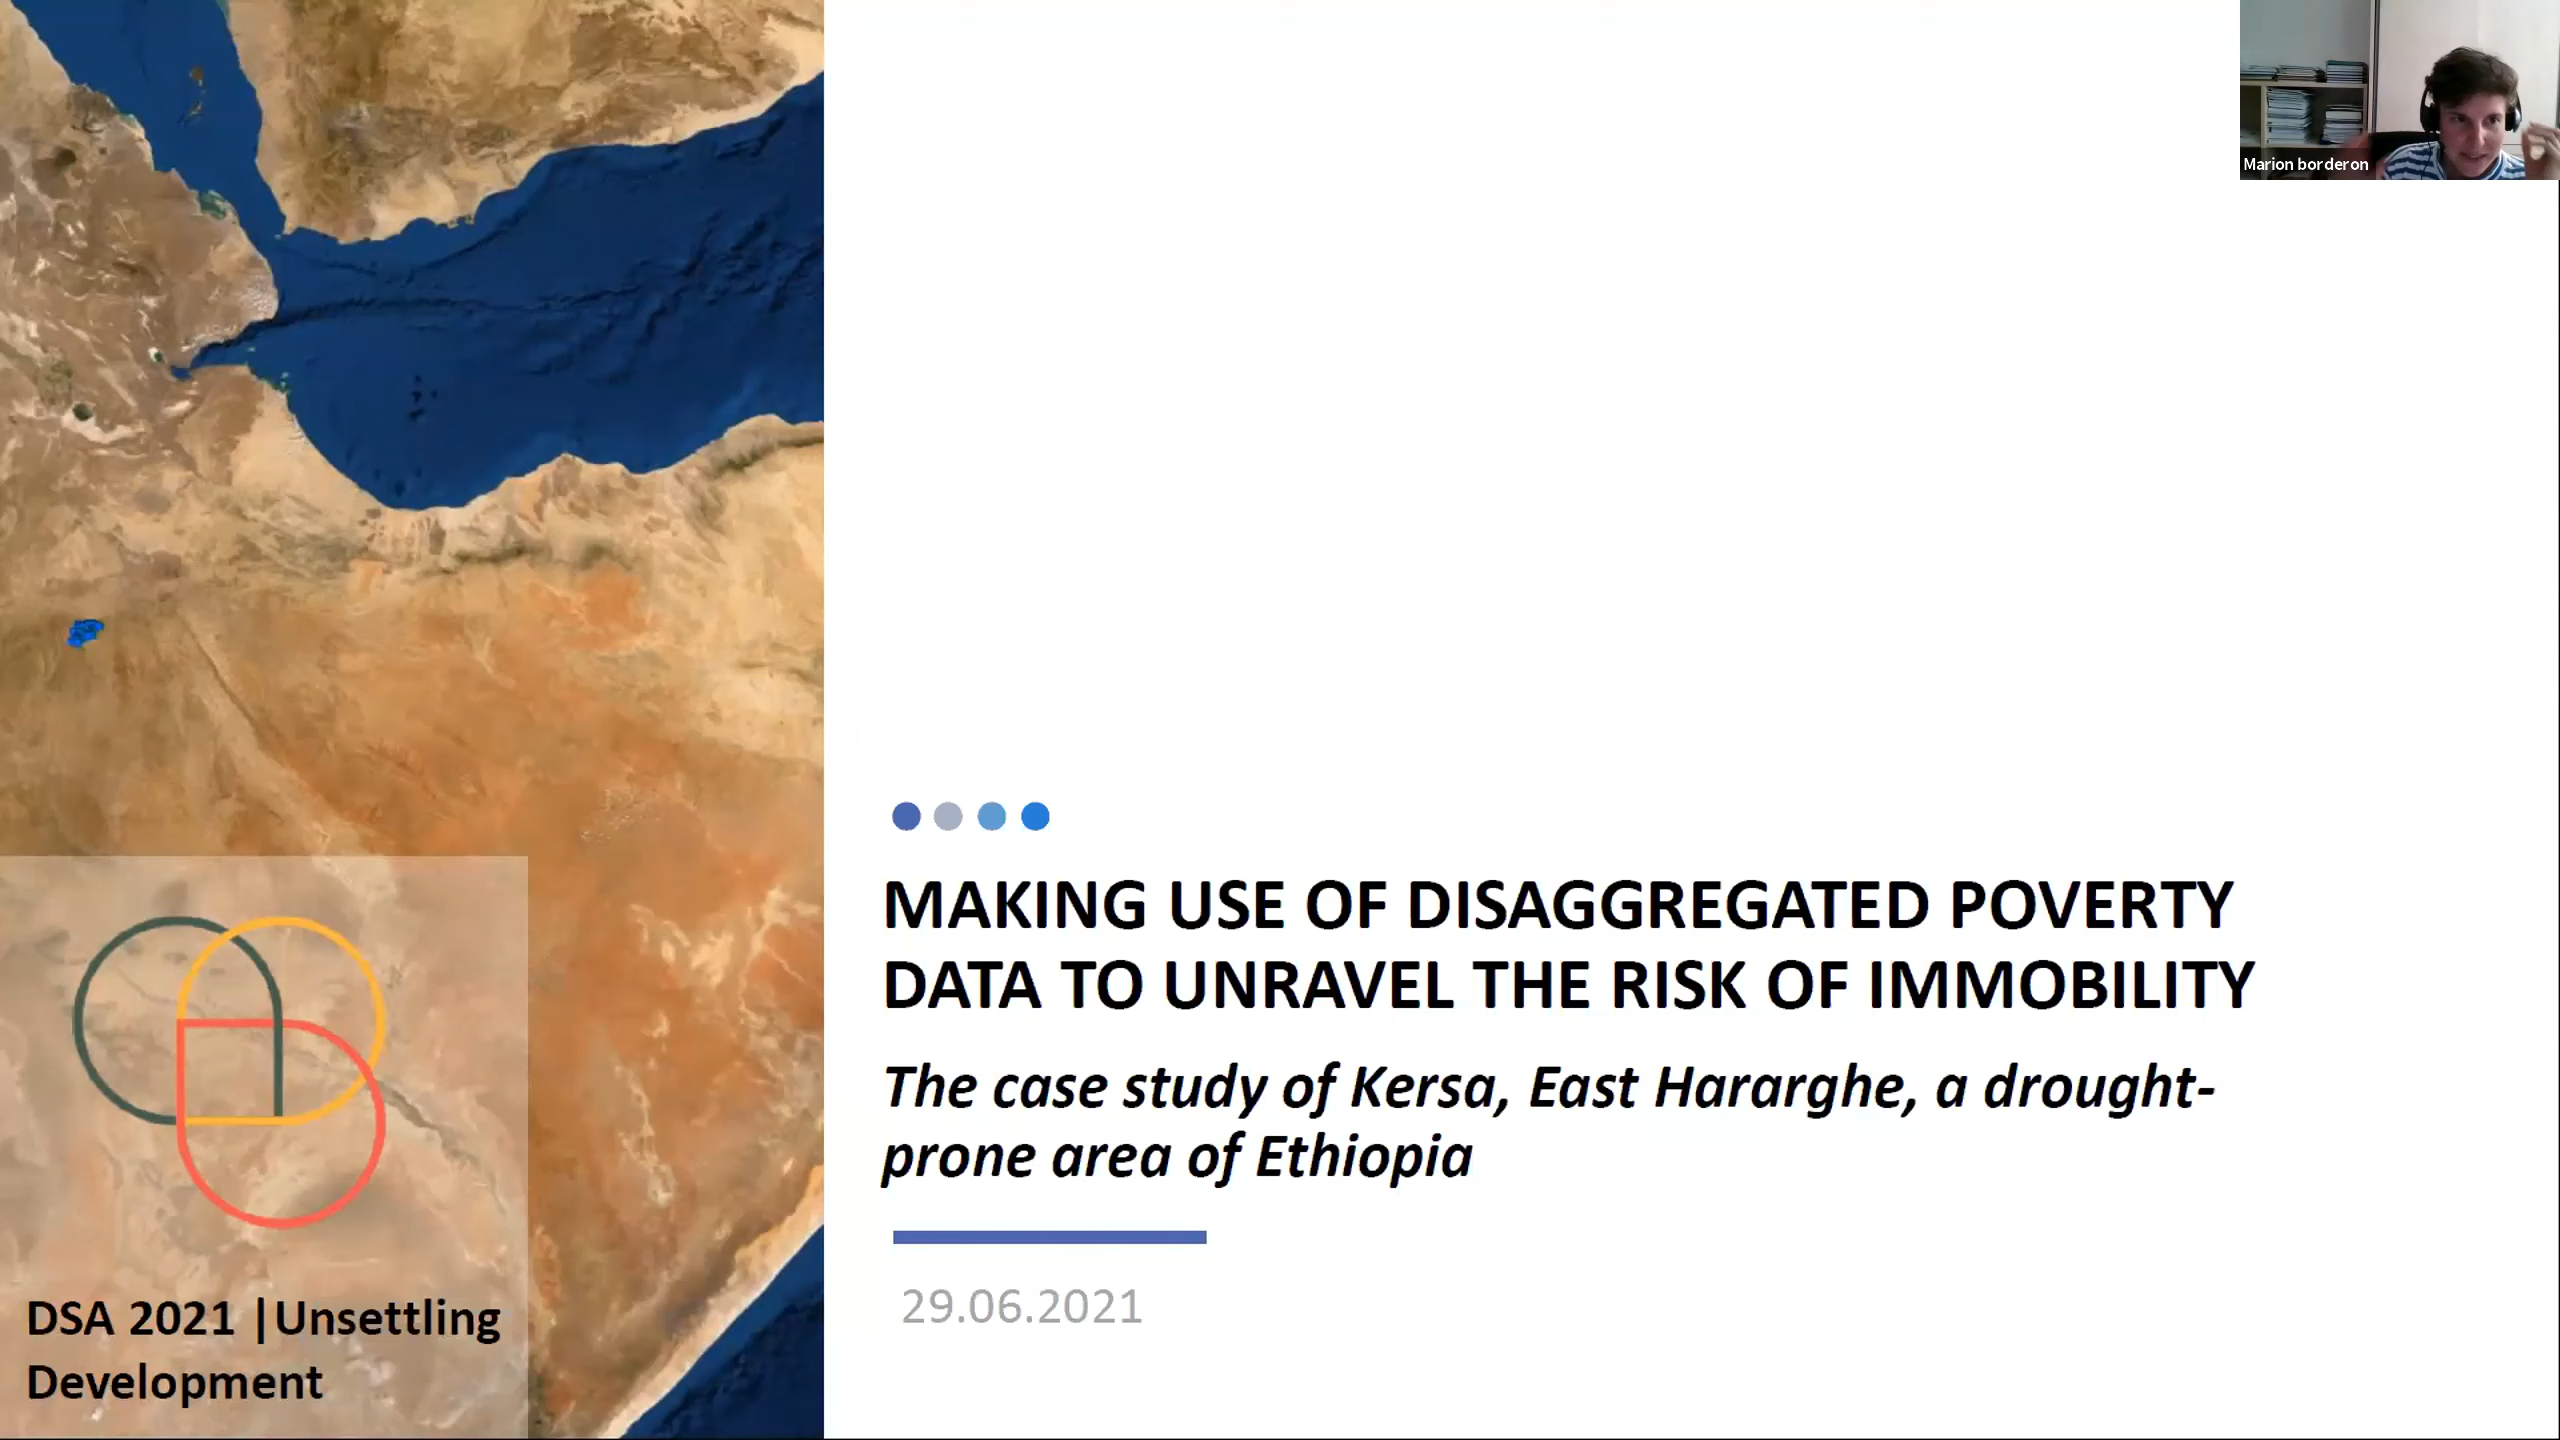 Marion borderon
MAKING USE OF DISAGGREGATED POVERTY
DATA TO UNRAVEL THE RISK OF IMMOBILITY
The case study of Kersa, East Hararghe, a drought-
prone area of Ethiopia
29.06.2021
DSA 2021 |Unsettling
Development